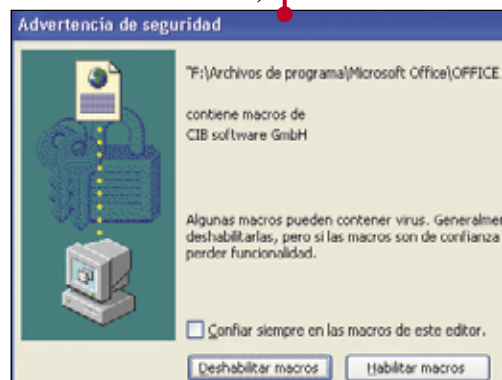 Advertencia de seguridad
"F:\Archivos de programa\Microsoft Office\OFFICE
contiene macros de
CIB software GmbH
Algunas macros pueden contener virus. Generalmen
deshabilitarlas, pero si las macros son de confianza
perder funcionalidad.
Confiar siempre en las macros de este editor.
Deshabilitar macros
Habilitar macros